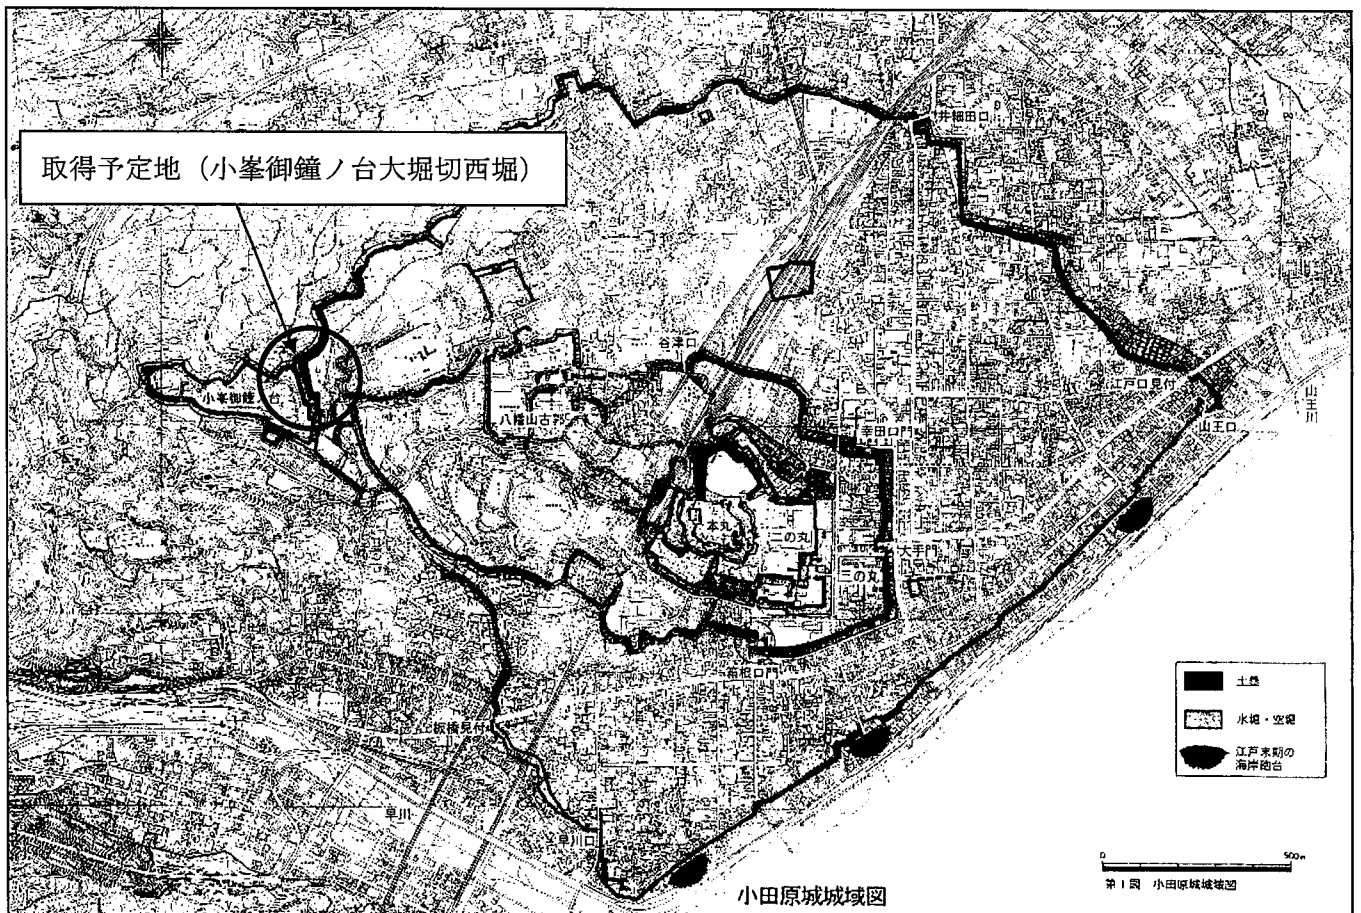 取得予定地（小峯御鐘ノ台大堀切西堀）
井細田口
谷津口
江戸口見付
山王川
山王口
小峯御鐘ノ台
八幡山古郭
幸田口門
本丸
二の丸
大手門
三の丸
箱根口門
板橋見付
早川
早川口
土塁
水堀・空堀
江戸末期の
海岸砲台
0 500m
第1図 小田原城城域図
小田原城城域図